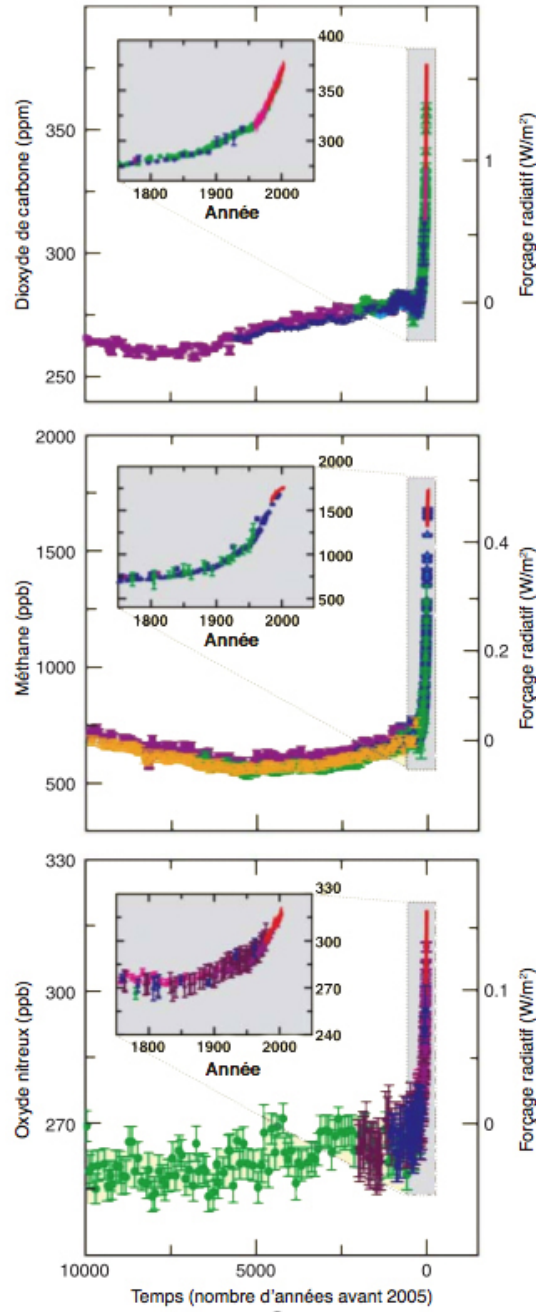 400
350
300
250
Dioxyde de carbone (ppm)
300
1800 1900 2000
Année
1
0
Forçage radiatif (W/m²)
2000
1500
1000
500
Méthane (ppb)
2000
1500
1000
500
1800 1900 2000
Année
0.4
0.2
0
Forçage radiatif (W/m²)
330
300
270
Oxyde nitreux (ppb)
330
300
270
240
1800 1900 2000
Année
0.1
0
Forçage radiatif (W/m²)
10000 5000 0
Temps (nombre d'années avant 2005)